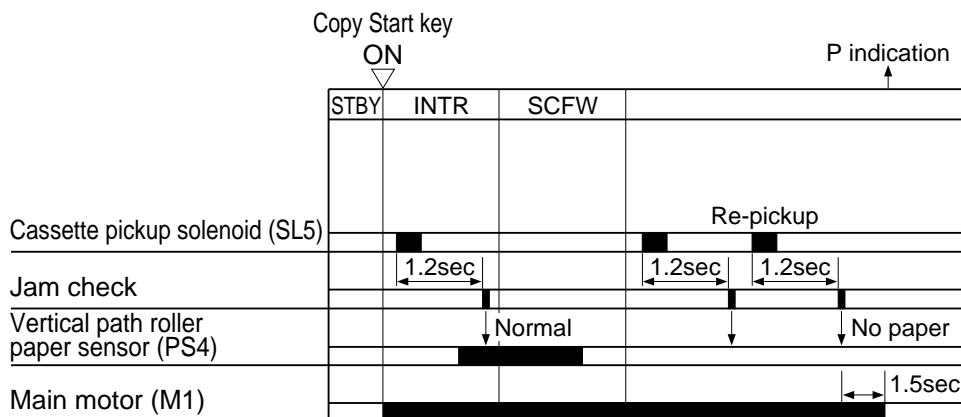 Copy Start key
ON
P indication
STBY INTR SCFW
Cassette pickup solenoid (SL5)
Re-pickup
1.2sec 1.2sec 1.2sec
Jam check
Vertical path roller
paper sensor (PS4)
Normal
No paper
1.5sec
Main motor (M1)